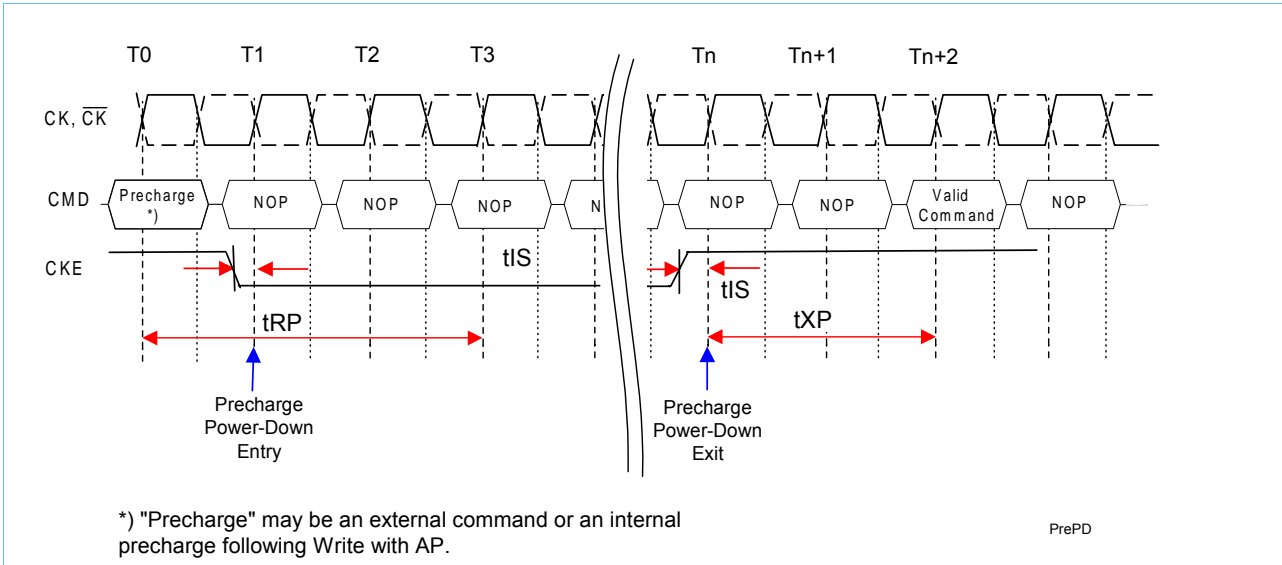 T0 T1 T2 T3 Tn Tn+1 Tn+2
CK, C̅K̅
CMD Precharge *) NOP NOP NOP N NOP NOP Valid Command NOP
CKE tIS tIS
tRP tXP
Precharge
Power-Down
Entry
Precharge
Power-Down
Exit
*) "Precharge" may be an external command or an internal
precharge following Write with AP.
PrePD